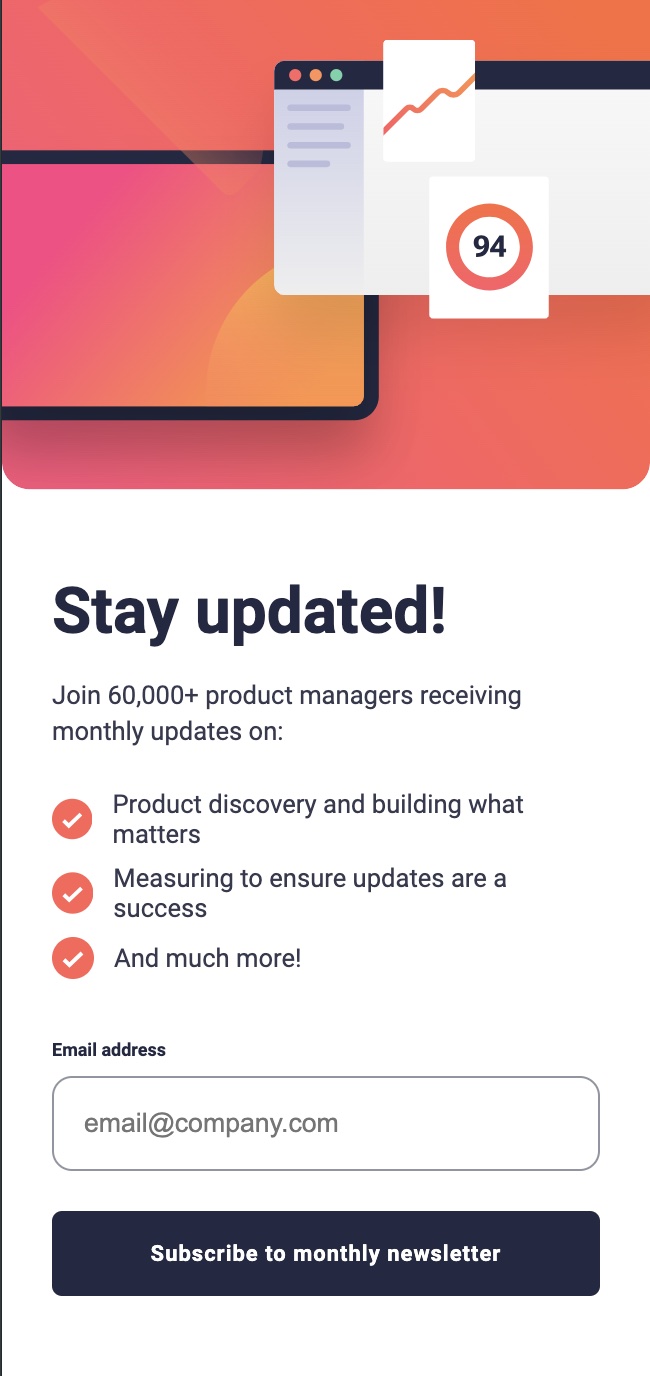 94
Stay updated!
Join 60,000+ product managers receiving
monthly updates on:
Product discovery and building what
matters
Measuring to ensure updates are a
success
And much more!
Email address
email@company.com
Subscribe to monthly newsletter